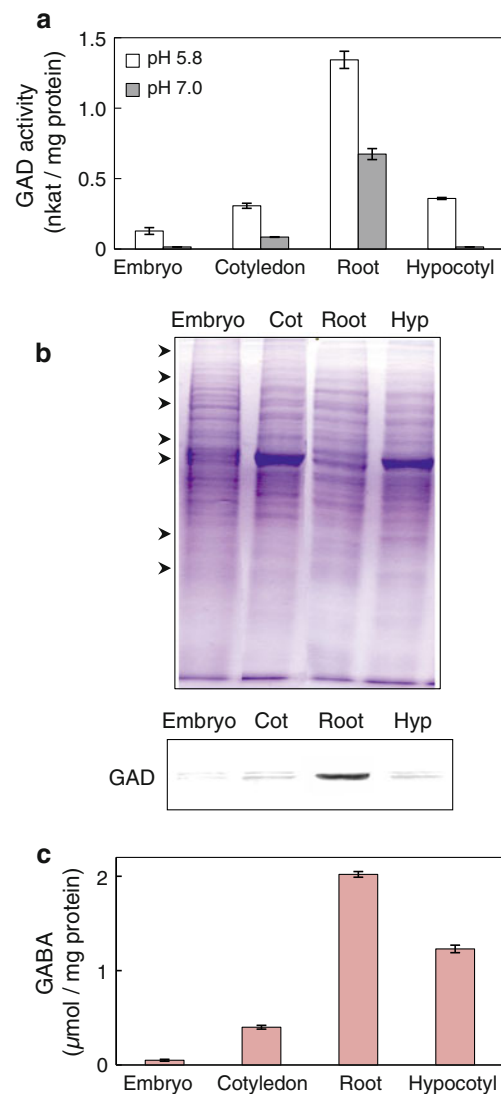 a
GAD activity
(nkat / mg protein)
1.5
1.0
0.5
0
pH 5.8
pH 7.0
Embryo Cotyledon Root Hypocotyl
b
Embryo Cot Root Hyp
Embryo Cot Root Hyp
GAD
c
GABA
(µmol / mg protein)
2
1
0
Embryo Cotyledon Root Hypocotyl